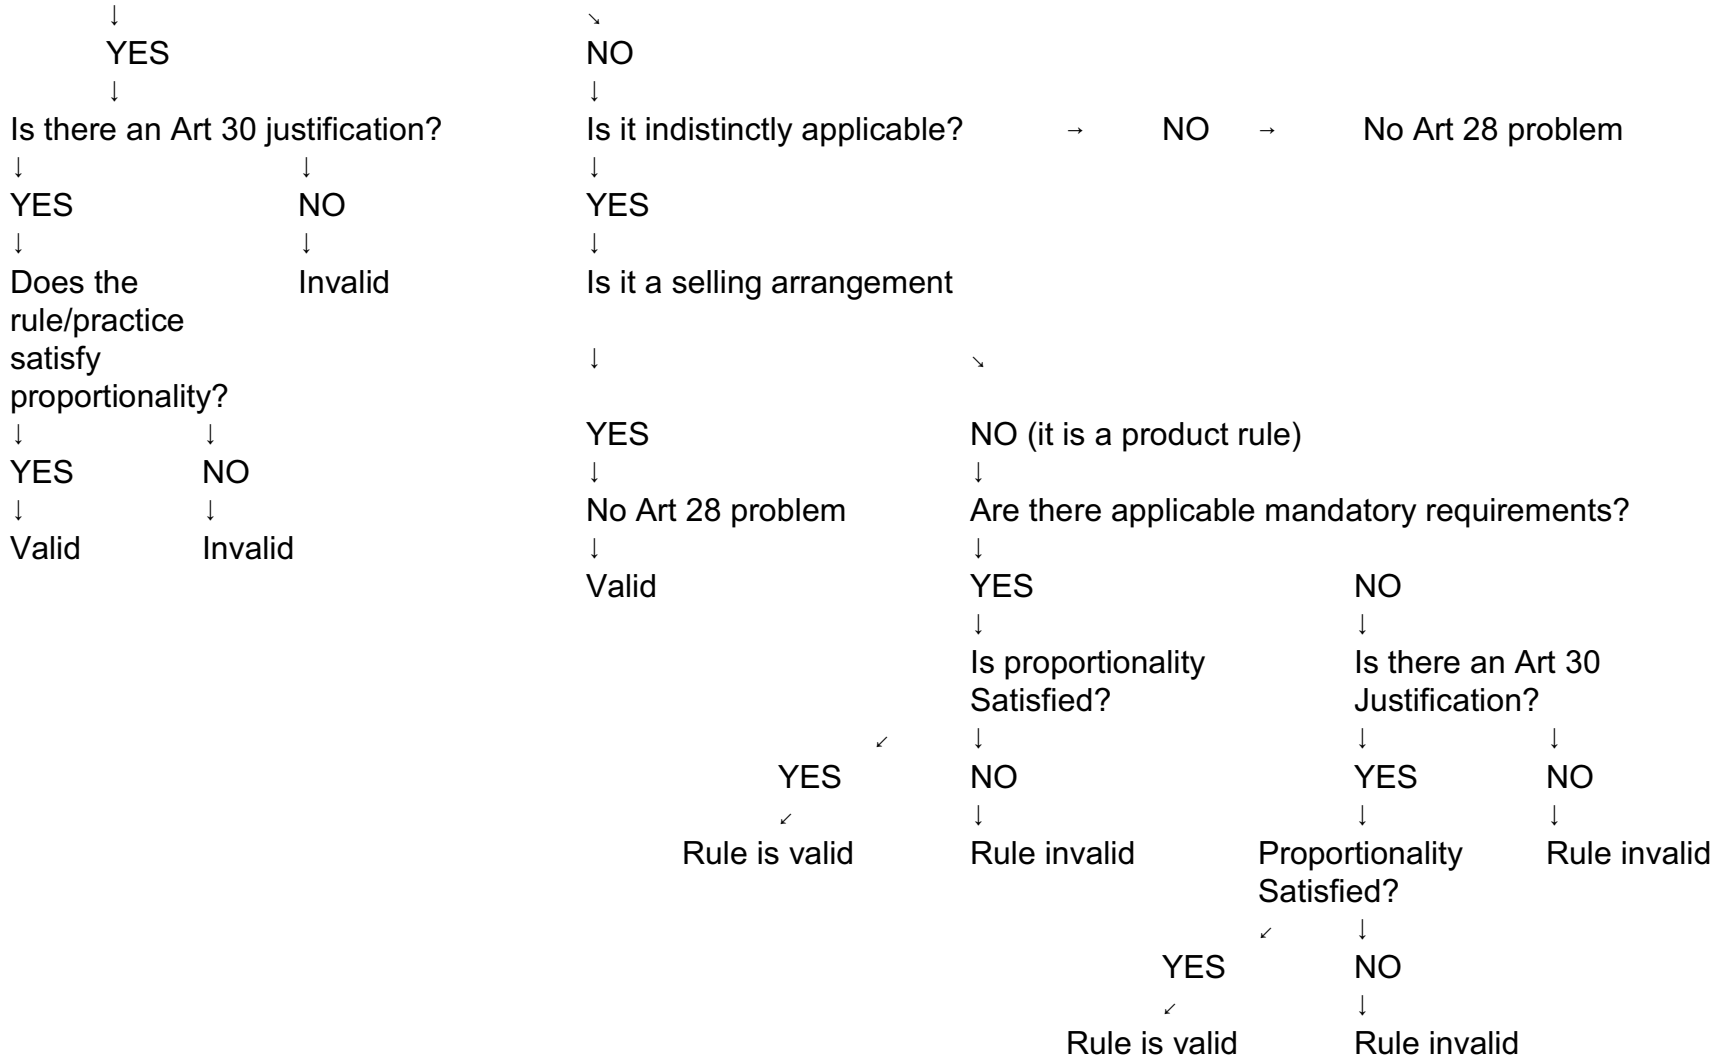 ↓ ↘
YES NO
↓ ↓
Is there an Art 30 justification? Is it indistinctly applicable? → NO → No Art 28 problem
↓ ↓ ↓
YES NO YES
↓ ↓ ↓
Does the Invalid Is it a selling arrangement
rule/practice
satisfy ↓ ↘
proportionality?
↓ ↓ YES NO (it is a product rule)
YES NO ↓ ↓
↓ ↓ No Art 28 problem Are there applicable mandatory requirements?
Valid Invalid ↓ ↓
Valid YES NO
↓ ↓
Is proportionality Is there an Art 30
Satisfied? Justification?
↙ ↓ ↓ ↓
YES NO YES NO
↙ ↓ ↓ ↓
Rule is valid Rule invalid Proportionality Rule invalid
Satisfied?
↙ ↓
YES NO
↙ ↓
Rule is valid Rule invalid